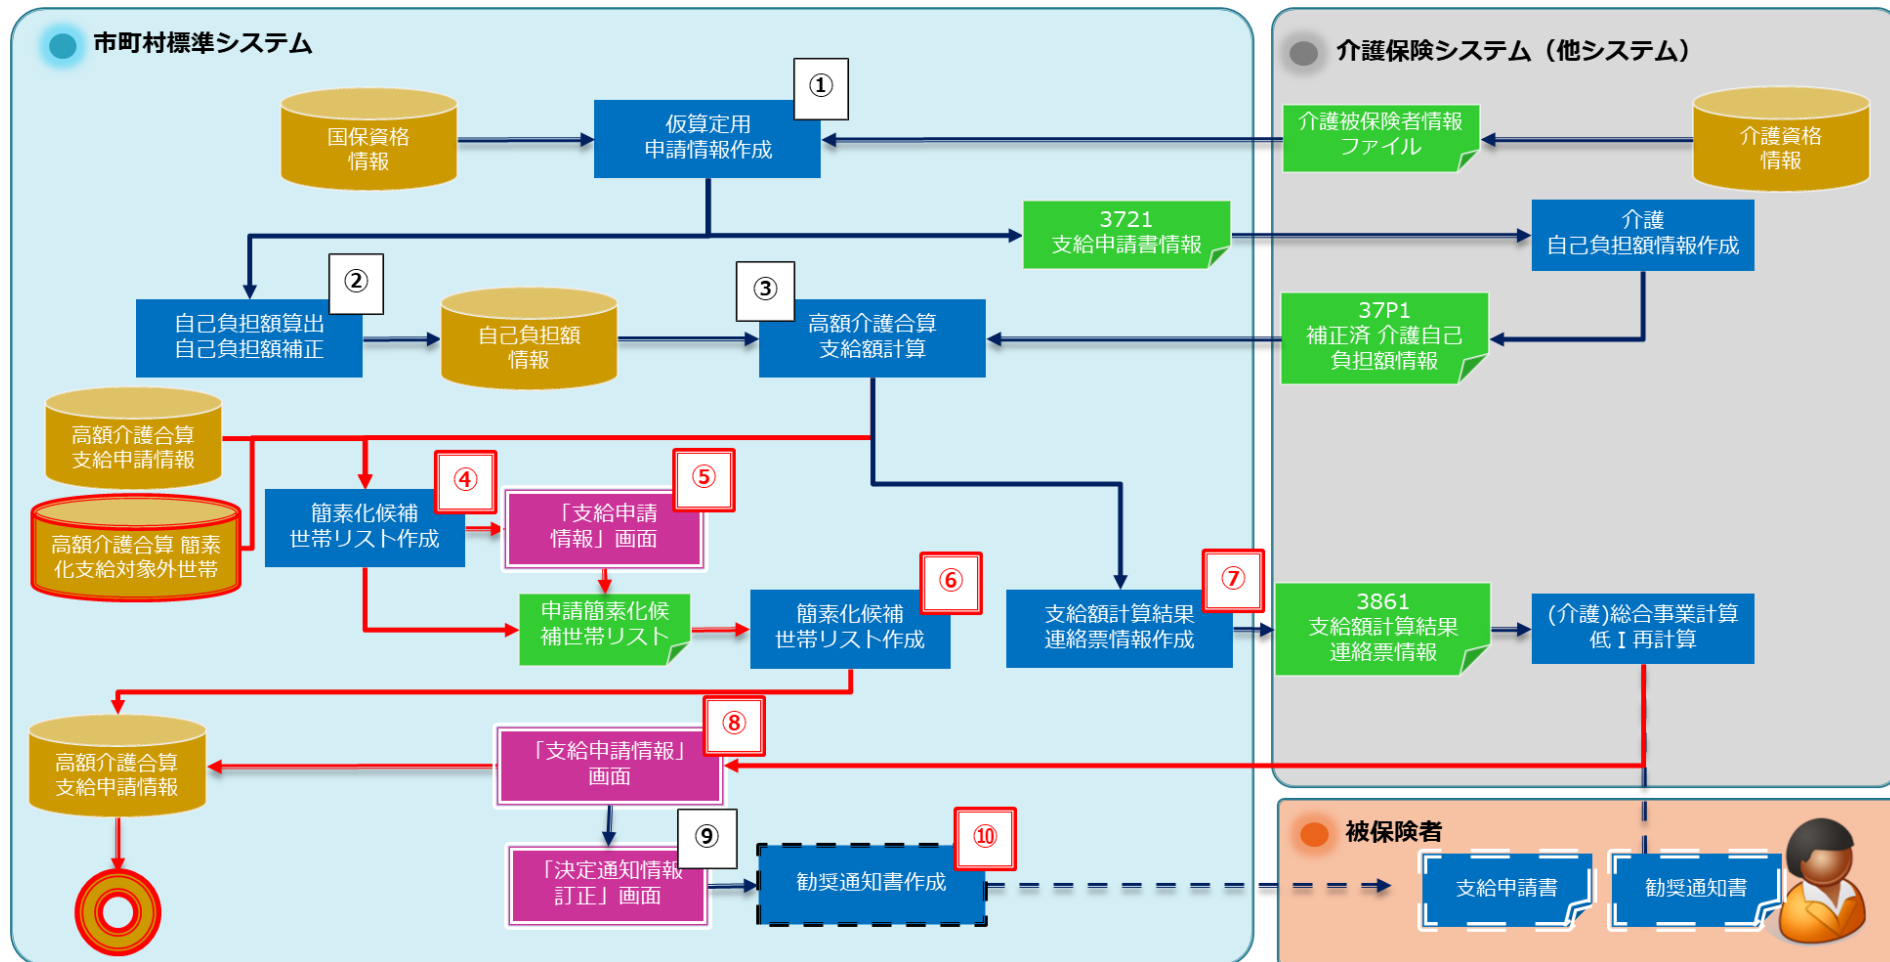 市町村標準システム
介護保険システム（他システム）
①
国保資格
情報
仮算定用
申請情報作成
介護被保険者情報
ファイル
介護資格
情報
3721
支給申請書情報
介護
自己負担額情報作成
②
自己負担額算出
自己負担額補正
自己負担額
情報
③
高額介護合算
支給額計算
37P1
補正済 介護自己
負担額情報
高額介護合算
支給申請情報
④
簡素化候補
世帯リスト作成
⑤
「支給申請
情報」画面
高額介護合算 簡素
化支給対象外世帯
申請簡素化候
補世帯リスト
⑥
簡素化候補
世帯リスト作成
⑦
支給額計算結果
連絡票情報作成
3861
支給額計算結果
連絡票情報
(介護)総合事業計算
低Ⅰ再計算
高額介護合算
支給申請情報
⑧
「支給申請情報」
画面
⑨
「決定通知情報
訂正」画面
⑩
勧奨通知書作成
被保険者
支給申請書
勧奨通知書